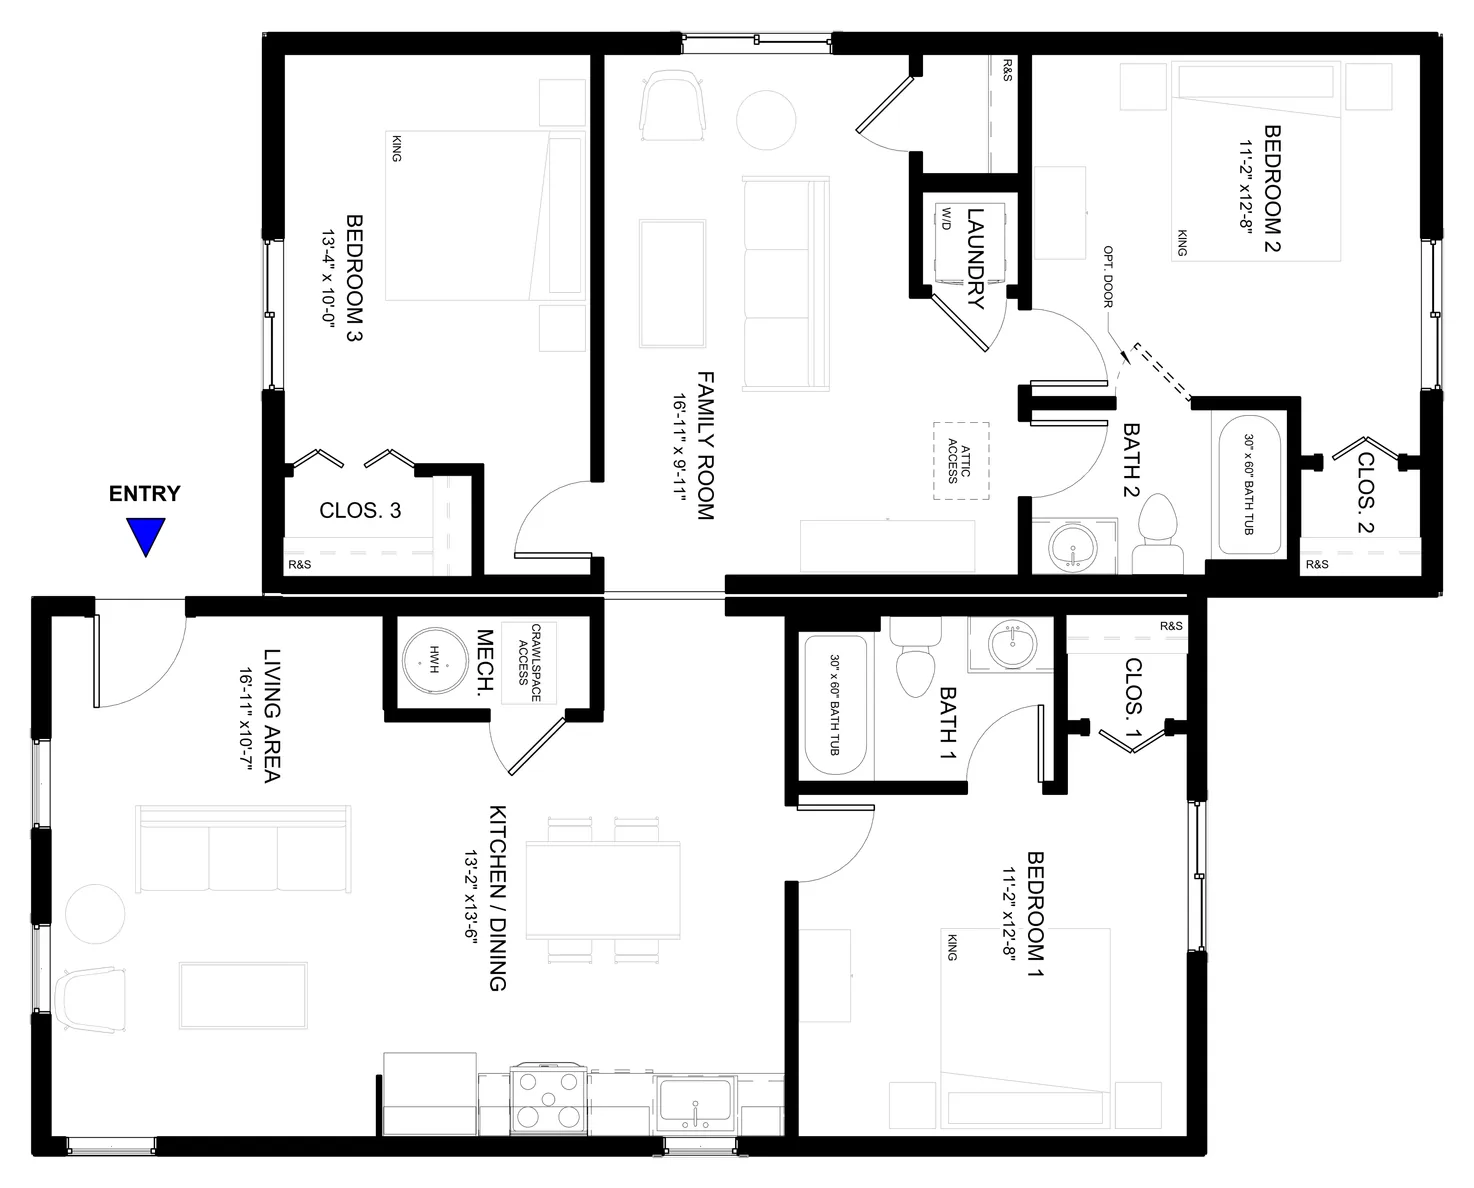 KING
BEDROOM 3
13'-4" x 10'-0"
CLOS. 3
R&S
FAMILY ROOM
16'-11" x 9'-11"
R&S
LAUNDRY
W/D
ATTIC
ACCESS
BEDROOM 2
11'-2" x12'-8"
KING
OPT. DOOR
BATH 2
30" x 60" BATH TUB
CLOS. 2
R&S
ENTRY
LIVING AREA
16'-11" x10'-7"
HWH
MECH.
CRAWLSPACE
ACCESS
KITCHEN / DINING
13'-2" x13'-6"
30" x 60" BATH TUB
BATH 1
R&S
CLOS. 1
BEDROOM 1
11'-2" x12'-8"
KING